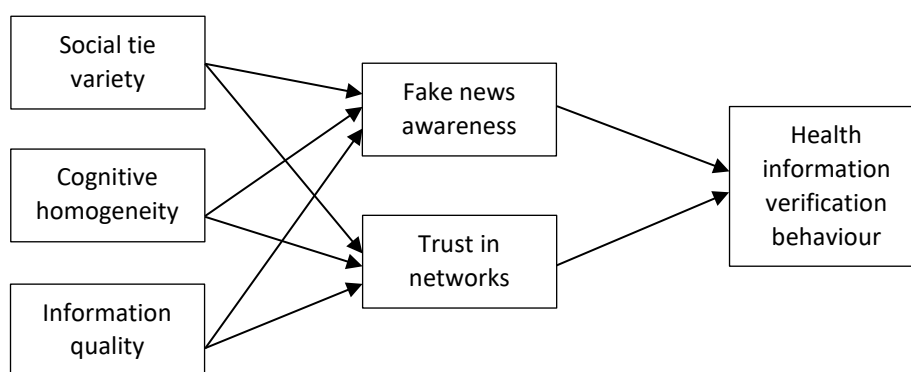 Social tie
variety
Cognitive
homogeneity
Information
quality
Fake news
awareness
Trust in
networks
Health
information
verification
behaviour